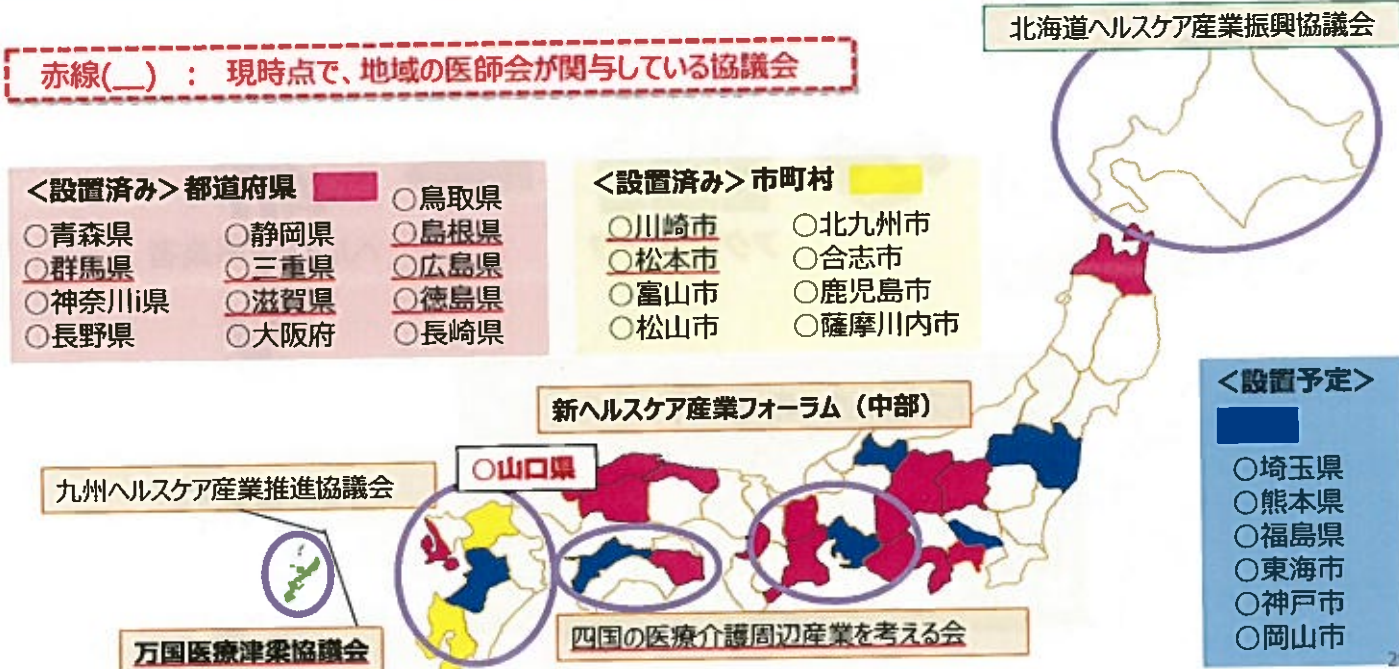 北海道ヘルスケア産業振興協議会
赤線(__) : 現時点で、地域の医師会が関与している協議会
＜設置済み＞都道府県
○青森県
○群馬県
○神奈川i県
○長野県
○静岡県
○三重県
○滋賀県
○大阪府
○鳥取県
○島根県
○広島県
○徳島県
○長崎県
＜設置済み＞市町村
○川崎市
○松本市
○富山市
○松山市
○北九州市
○合志市
○鹿児島市
○薩摩川内市
＜設置予定＞
○埼玉県
○熊本県
○福島県
○東海市
○神戸市
○岡山市
新ヘルスケア産業フォーラム（中部）
○山口県
九州ヘルスケア産業推進協議会
万国医療津梁協議会
四国の医療介護周辺産業を考える会